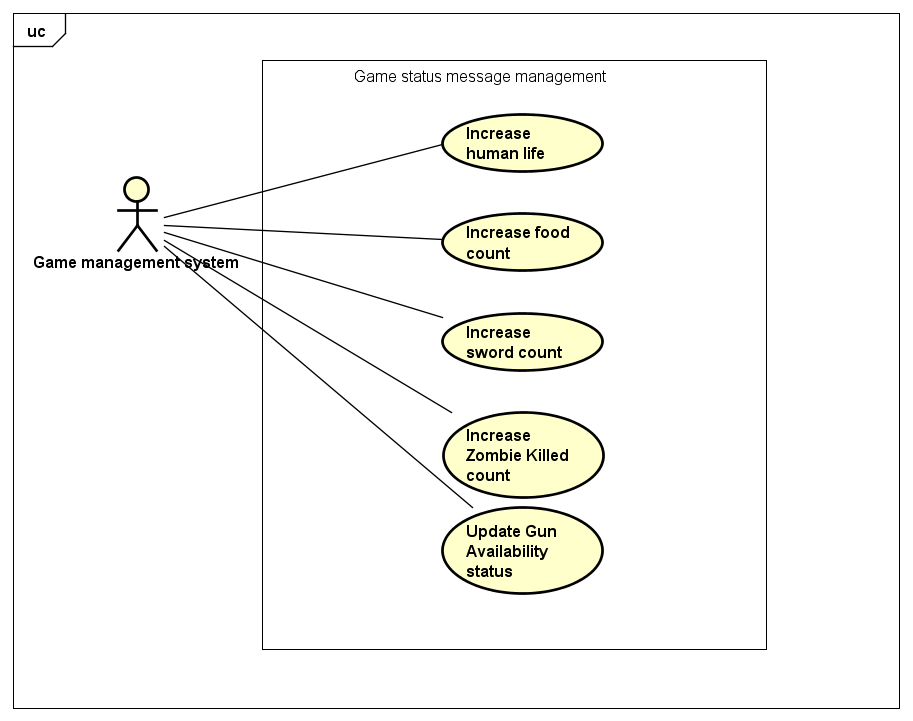 uc
Game status message management
Increase
human life
Game management system
Increase food
count
Increase
sword count
Increase
Zombie Killed
count
Update Gun
Availability
status